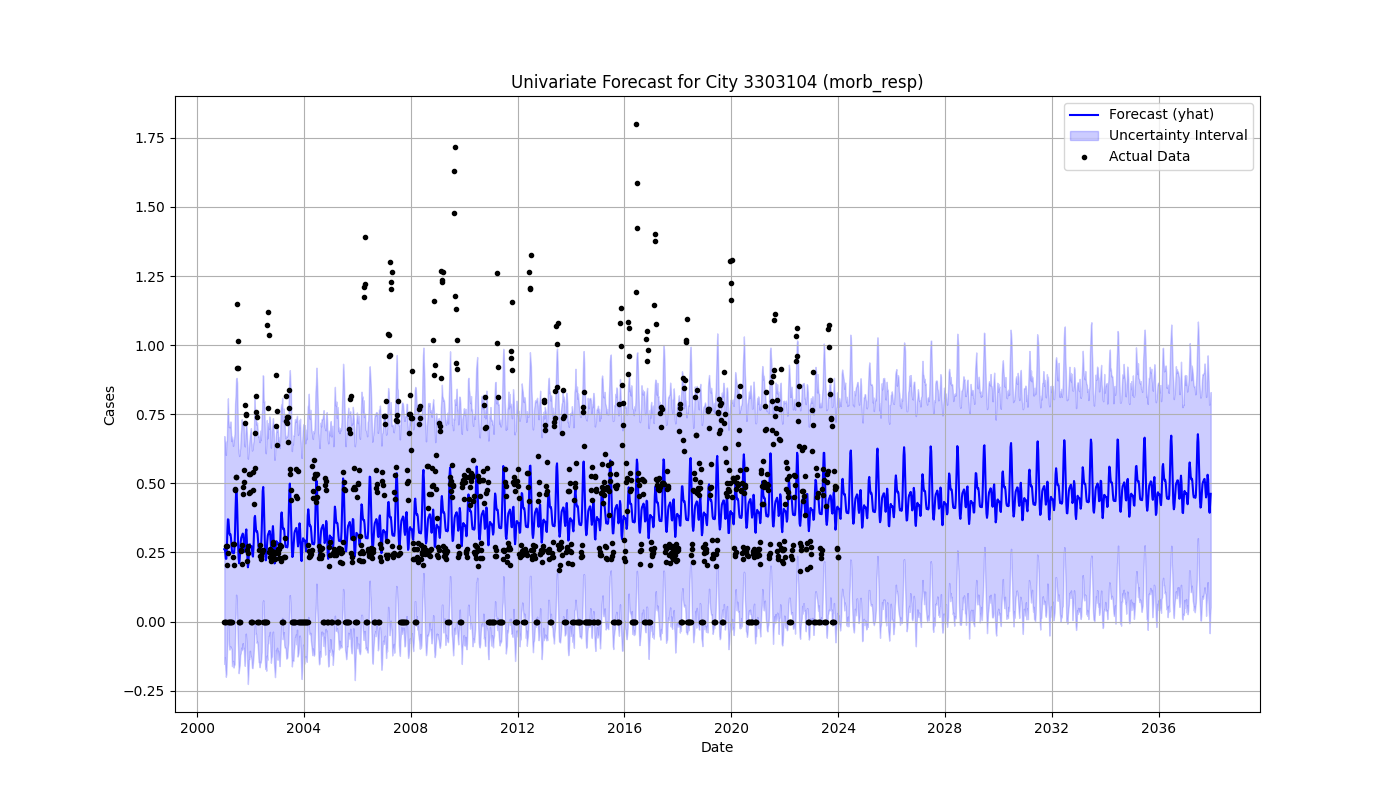 Univariate Forecast for City 3303104 (morb_resp)
Forecast (yhat)
Uncertainty Interval
Actual Data
1.75
1.50
1.25
1.00
0.75
0.50
0.25
0.00
−0.25
Cases
2000 2004 2008 2012 2016 2020 2024 2028 2032 2036
Date